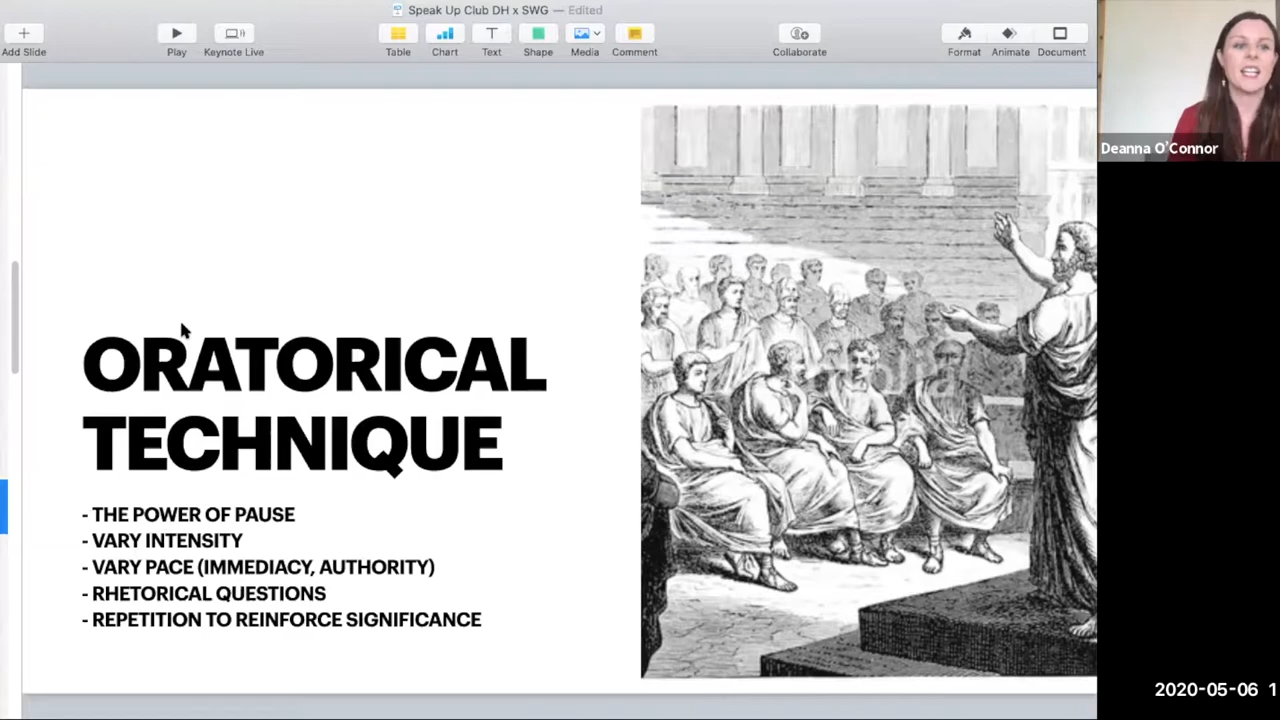 Speak Up Club DH x SWG — Edited
Add Slide
Play
Keynote Live
Table
Chart
Text
Shape
Media
Comment
Collaborate
Format
Animate
Document
Deanna O'Connor
ORATORICAL
TECHNIQUE
- THE POWER OF PAUSE
- VARY INTENSITY
- VARY PACE (IMMEDIACY, AUTHORITY)
- RHETORICAL QUESTIONS
- REPETITION TO REINFORCE SIGNIFICANCE
2020-05-06 1